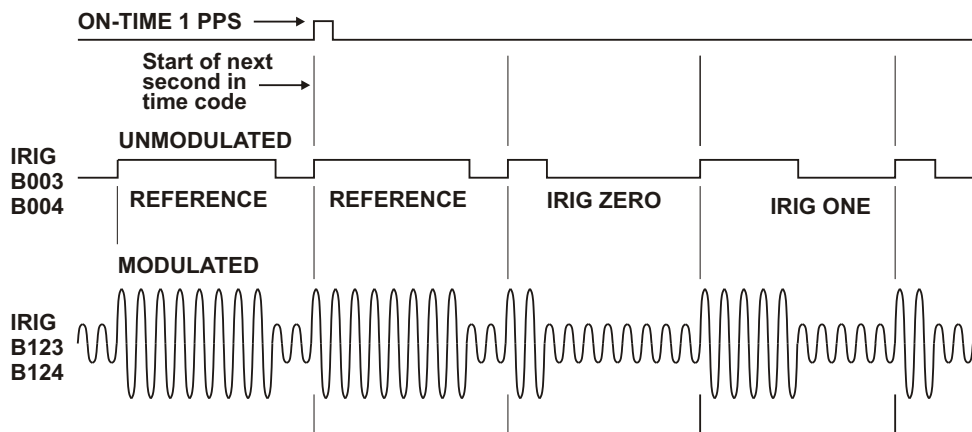 ON-TIME 1 PPS
Start of next
second in
time code
UNMODULATED
IRIG
B003
B004
REFERENCE
REFERENCE
IRIG ZERO
IRIG ONE
MODULATED
IRIG
B123
B124